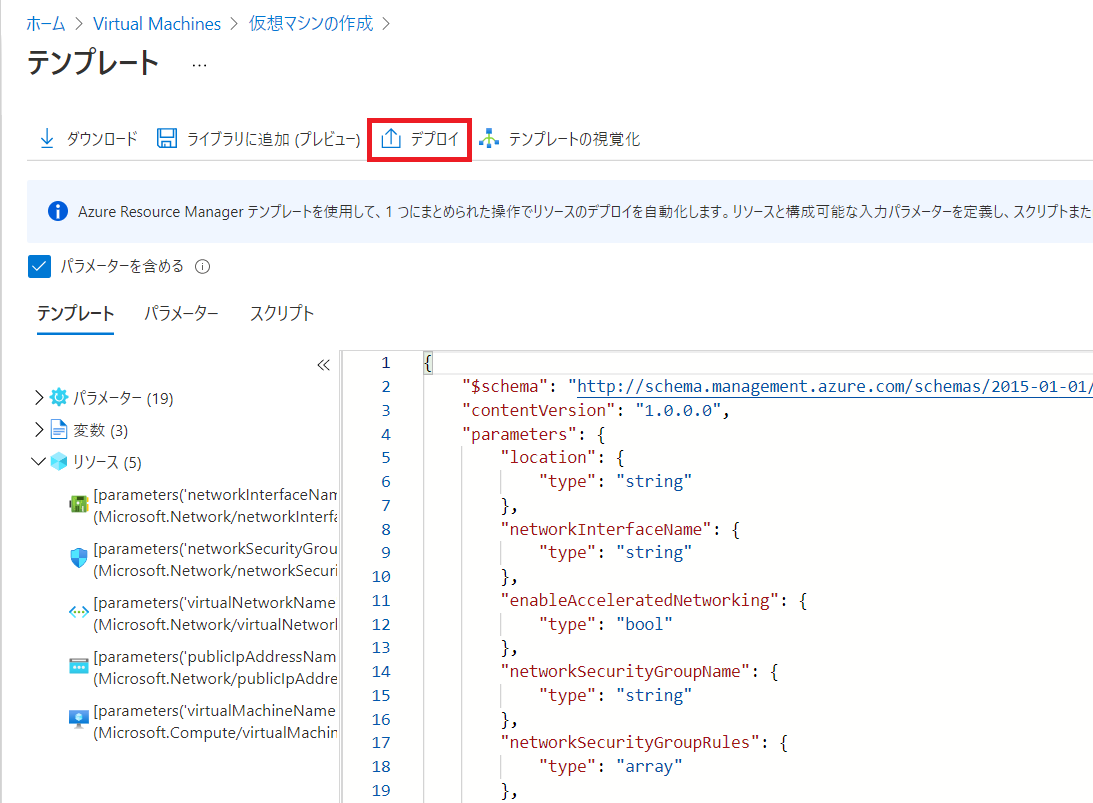 ホーム > Virtual Machines > 仮想マシンの作成 >
テンプレート ...
ダウンロード ライブラリに追加 (プレビュー) デプロイ テンプレートの視覚化
Azure Resource Manager テンプレートを使用して、1 つにまとめられた操作でリソースのデプロイを自動化します。リソースと構成可能な入力パラメーターを定義し、スクリプトまた
パラメーターを含める
テンプレート パラメーター スクリプト
«
パラメーター (19)
変数 (3)
リソース (5)
[parameters('networkInterfaceNam
(Microsoft.Network/networkInterfa
[parameters('networkSecurityGrou
(Microsoft.Network/networkSecuri
[parameters('virtualNetworkName
(Microsoft.Network/virtualNetwork
[parameters('publicIpAddressNam
(Microsoft.Network/publicIpAddre
[parameters('virtualMachineName
(Microsoft.Compute/virtualMachin
1 {
2 "$schema": "http://schema.management.azure.com/schemas/2015-01-01/
3 "contentVersion": "1.0.0.0",
4 "parameters": {
5 "location": {
6 "type": "string"
7 },
8 "networkInterfaceName": {
9 "type": "string"
10 },
11 "enableAcceleratedNetworking": {
12 "type": "bool"
13 },
14 "networkSecurityGroupName": {
15 "type": "string"
16 },
17 "networkSecurityGroupRules": {
18 "type": "array"
19 },